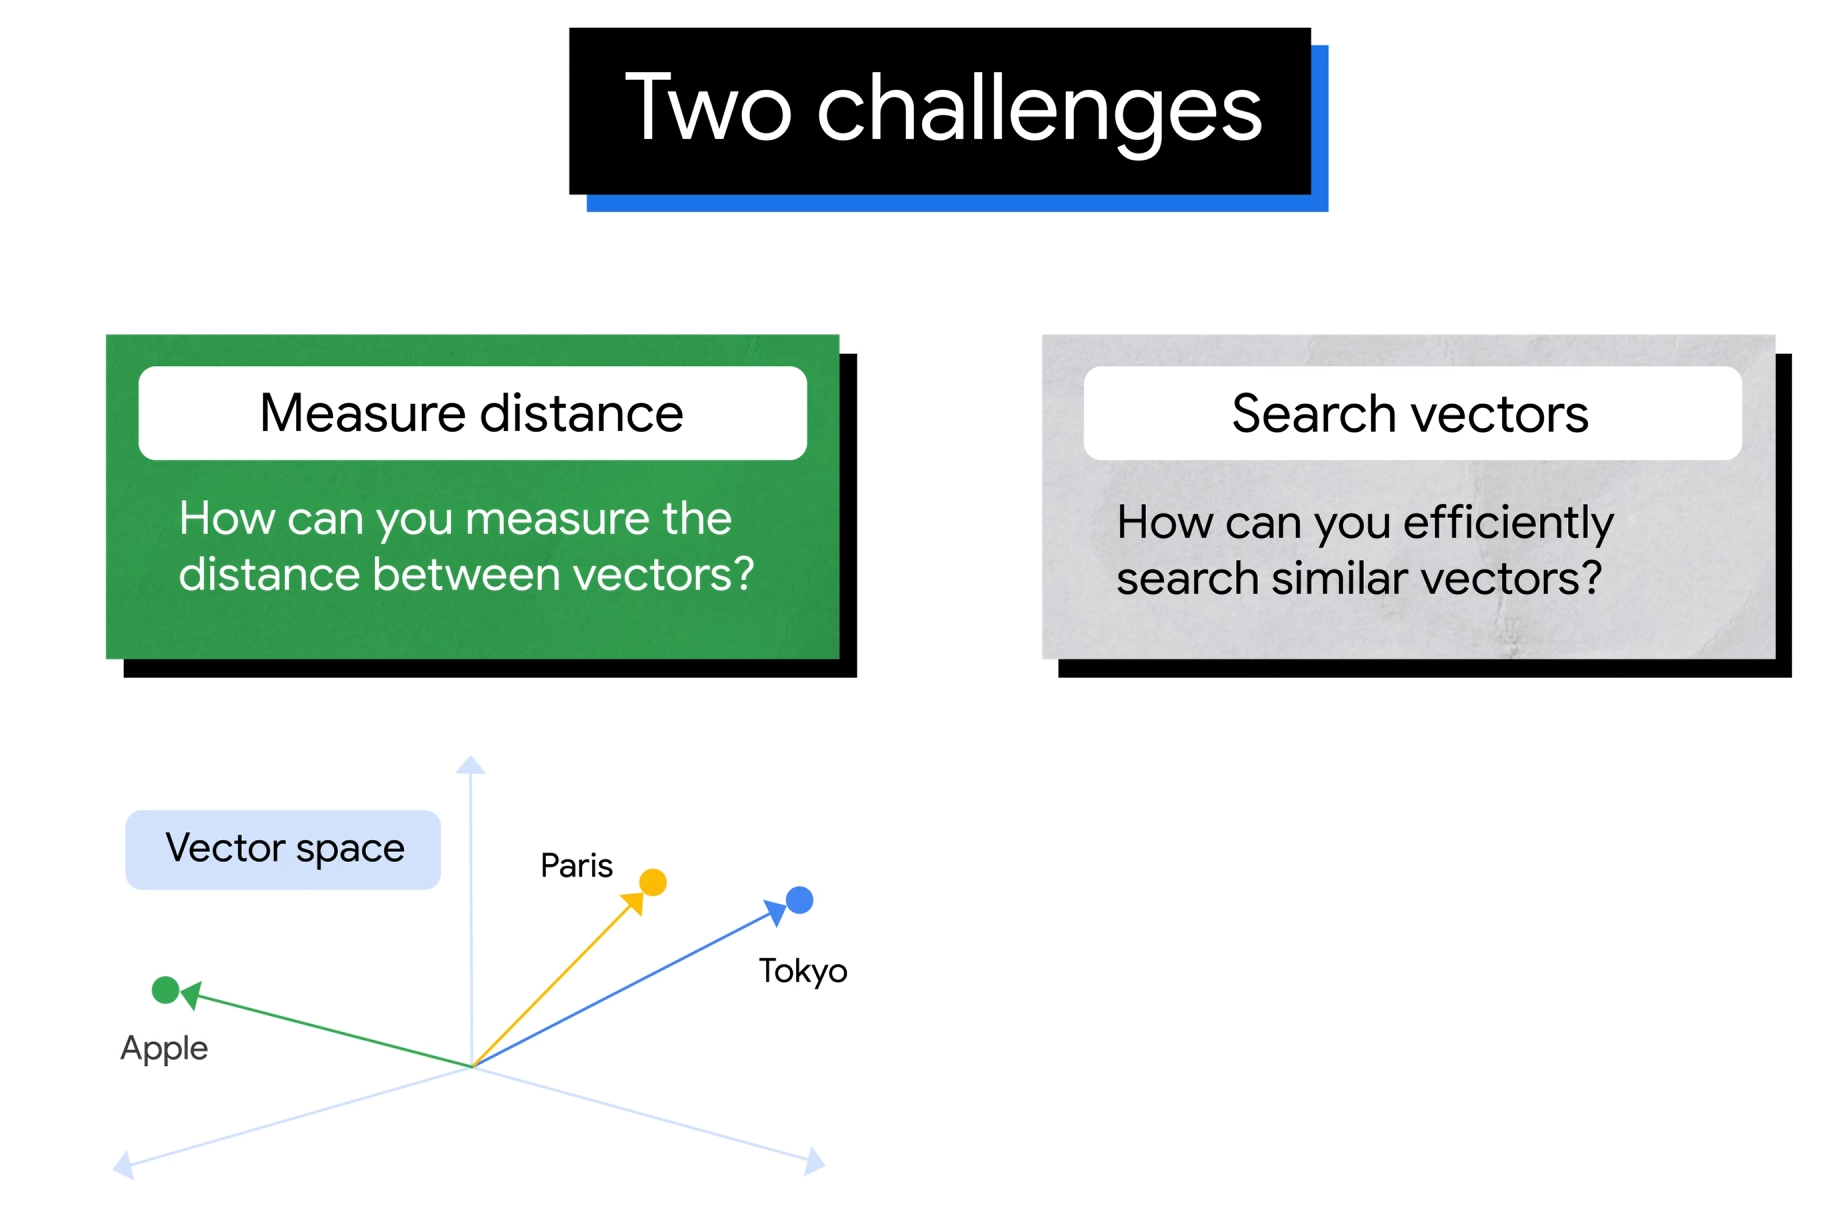 Two challenges
Measure distance
How can you measure the
distance between vectors?
Search vectors
How can you efficiently
search similar vectors?
Vector space
Paris
Tokyo
Apple